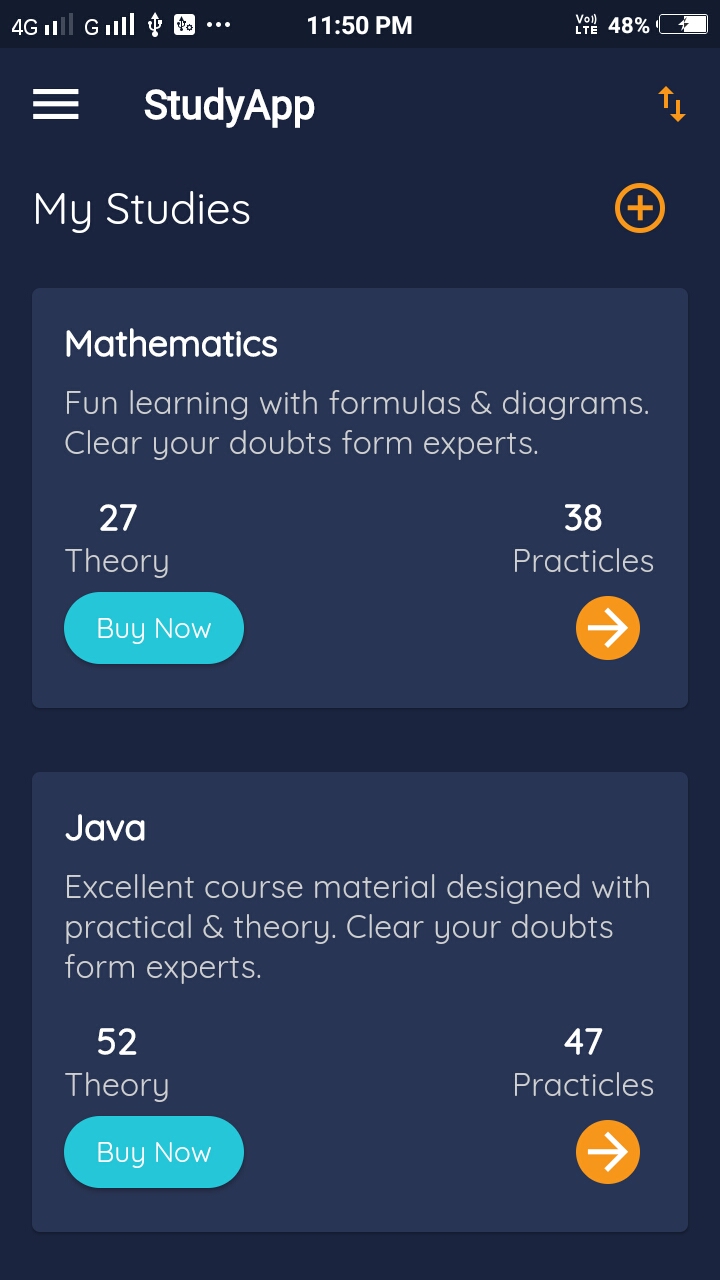 4G G 11:50 PM Vo)) LTE 48%
StudyApp
My Studies
Mathematics
Fun learning with formulas & diagrams.
Clear your doubts form experts.
27 38
Theory Practicles
Buy Now
Java
Excellent course material designed with
practical & theory. Clear your doubts
form experts.
52 47
Theory Practicles
Buy Now